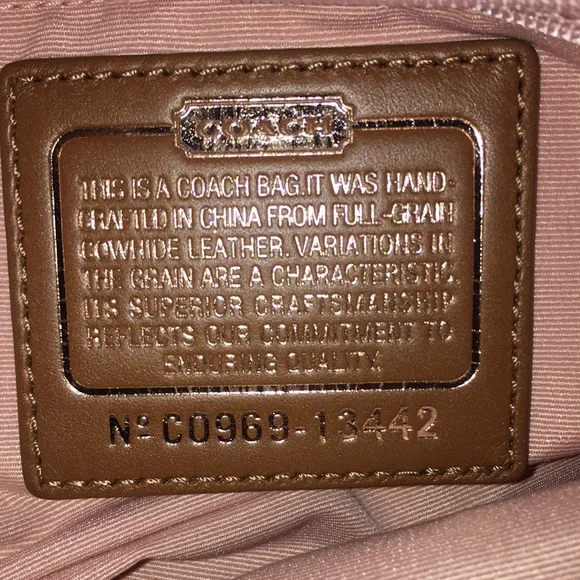 COACH
THIS IS A COACH BAG.IT WAS HAND-
CRAFTED IN CHINA FROM FULL-GRAIN
COWHIDE LEATHER. VARIATIONS IN
THE GRAIN ARE A CHARACTERISTIC.
ITS SUPERIOR CRAFTSMANSHIP
REFLECTS OUR COMMITMENT TO
ENDURING QUALITY.
Nº C0969-13442